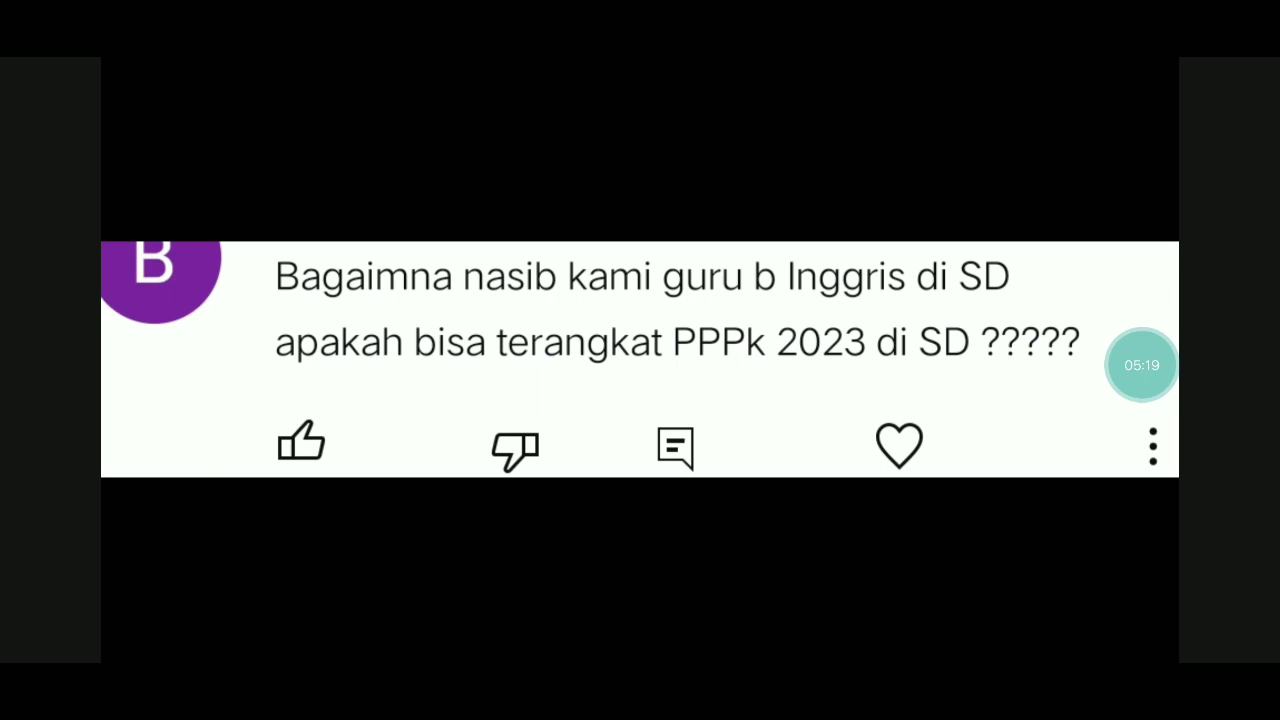 B
Bagaimna nasib kami guru b Inggris di SD
apakah bisa terangkat PPPk 2023 di SD ?????
05:19